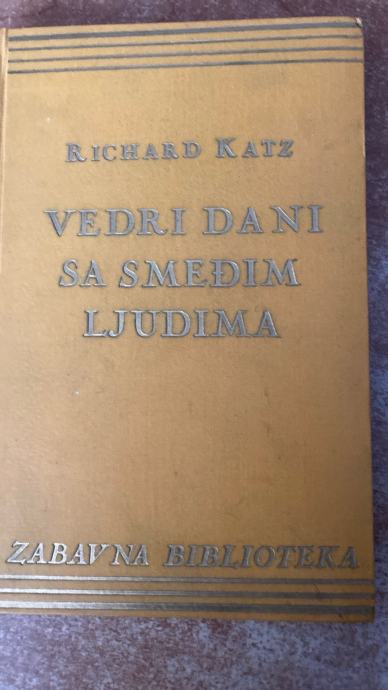 RICHARD KATZ
VEDRI DANI
SA SMEĐIM
LJUDIMA
ZABAVNA BIBLIOTEKA